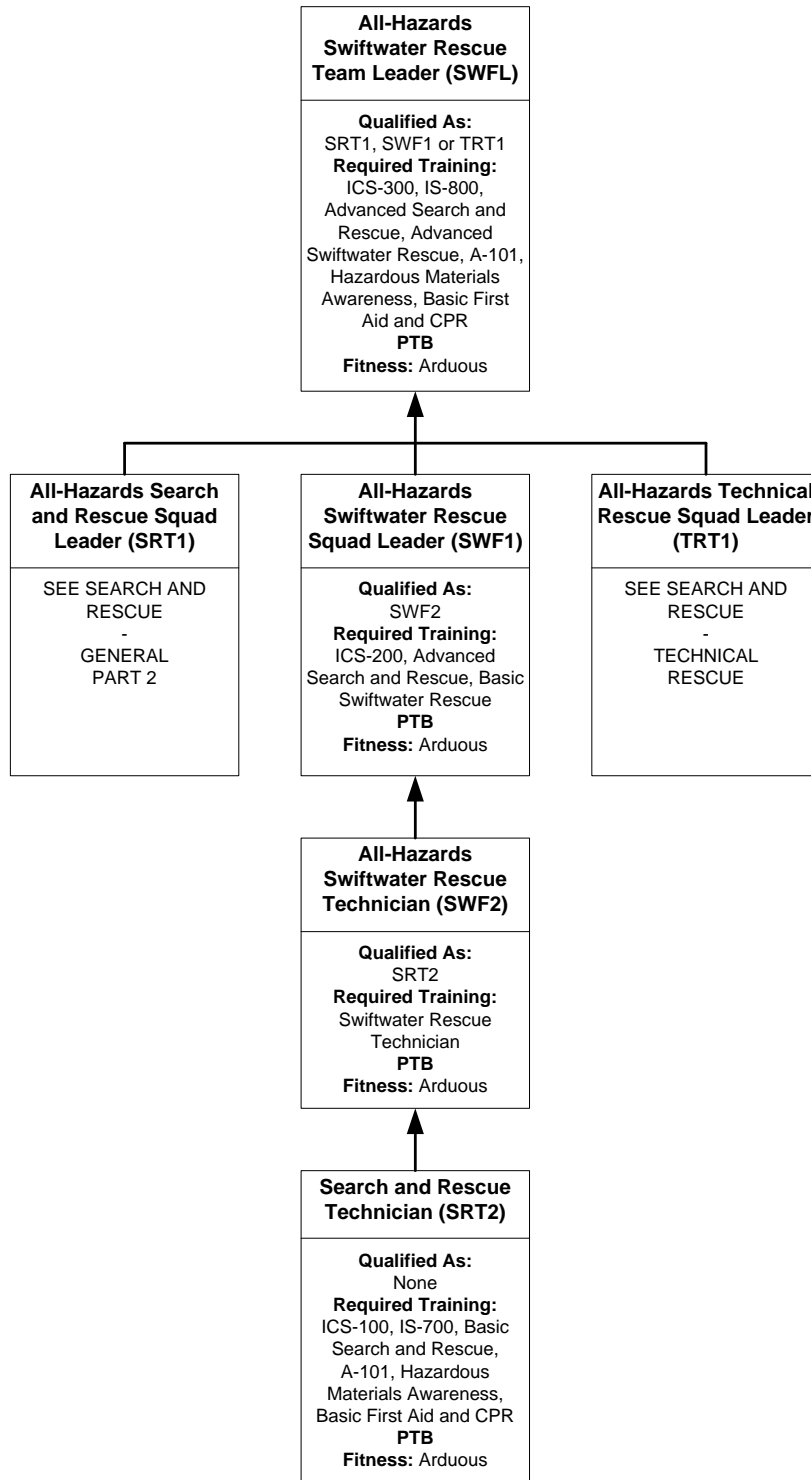 All-Hazards
Swiftwater Rescue
Team Leader (SWFL)
Qualified As:
SRT1, SWF1 or TRT1
Required Training:
ICS-300, IS-800,
Advanced Search and
Rescue, Advanced
Swiftwater Rescue, A-101,
Hazardous Materials
Awareness, Basic First
Aid and CPR
PTB
Fitness: Arduous
All-Hazards Search
and Rescue Squad
Leader (SRT1)
SEE SEARCH AND
RESCUE
-
GENERAL
PART 2
All-Hazards
Swiftwater Rescue
Squad Leader (SWF1)
Qualified As:
SWF2
Required Training:
ICS-200, Advanced
Search and Rescue, Basic
Swiftwater Rescue
PTB
Fitness: Arduous
All-Hazards Technical
Rescue Squad Leader
(TRT1)
SEE SEARCH AND
RESCUE
-
TECHNICAL
RESCUE
All-Hazards
Swiftwater Rescue
Technician (SWF2)
Qualified As:
SRT2
Required Training:
Swiftwater Rescue
Technician
PTB
Fitness: Arduous
Search and Rescue
Technician (SRT2)
Qualified As:
None
Required Training:
ICS-100, IS-700, Basic
Search and Rescue,
A-101, Hazardous
Materials Awareness,
Basic First Aid and CPR
PTB
Fitness: Arduous